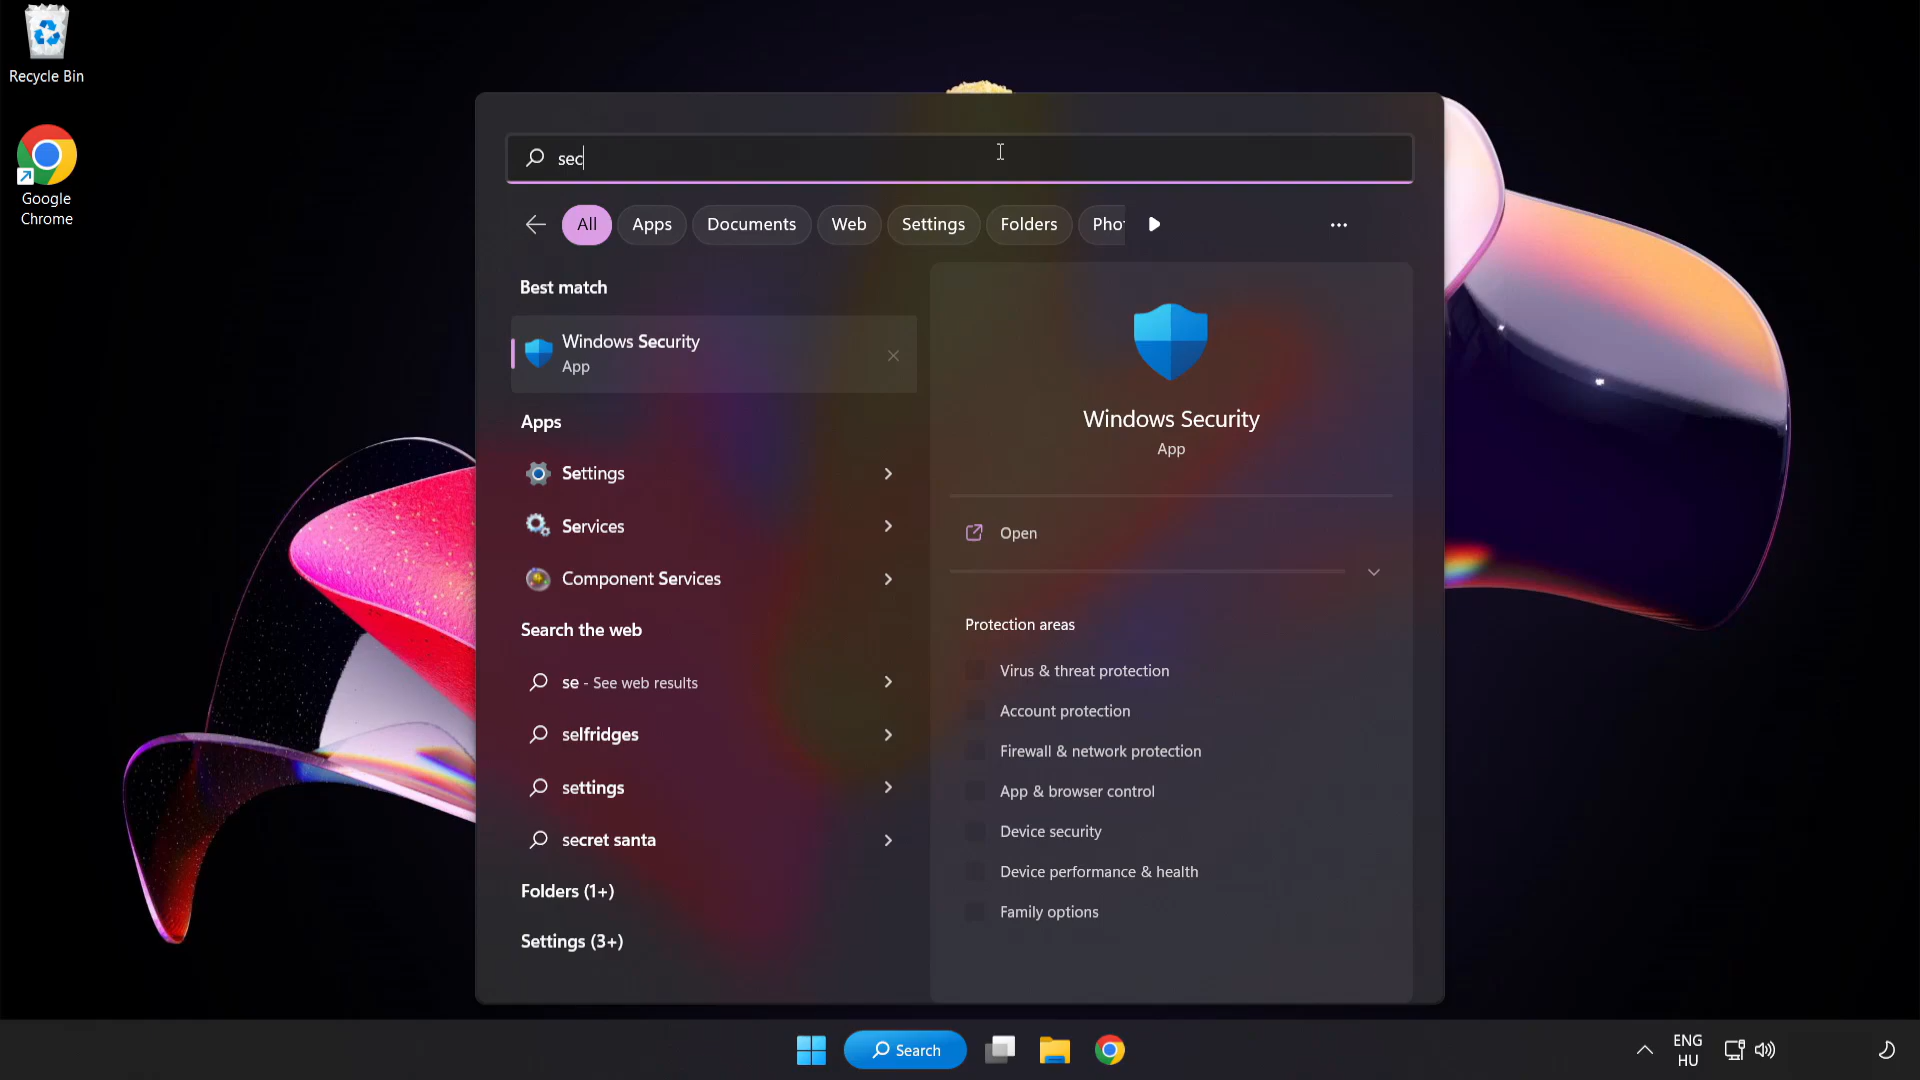 Recycle Bin
Google
Chrome
sec
All
Apps
Documents
Web
Settings
Folders
Pho
Best match
Windows Security
App
Apps
Settings
Services
Component Services
Search the web
se - See web results
selfridges
settings
secret santa
Folders (1+)
Settings (3+)
Windows Security
App
Open
Protection areas
Virus & threat protection
Account protection
Firewall & network protection
App & browser control
Device security
Device performance & health
Family options
Search
ENG
HU